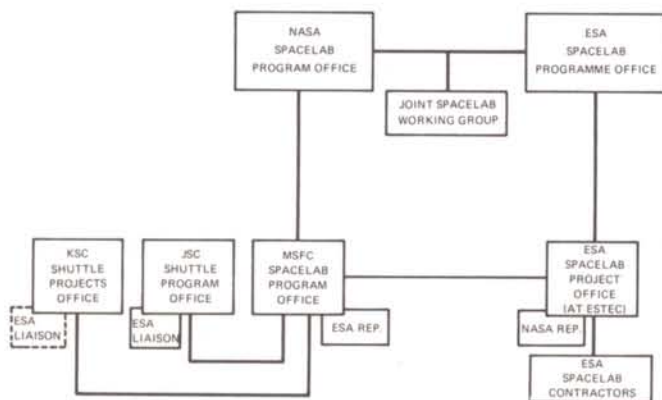 NASA
SPACELAB
PROGRAM OFFICE
ESA
SPACELAB
PROGRAMME OFFICE
JOINT SPACELAB
WORKING GROUP
KSC
SHUTTLE
PROJECTS
OFFICE
ESA
LIAISON
JSC
SHUTTLE
PROGRAM
OFFICE
ESA
LIAISON
MSFC
SPACELAB
PROGRAM
OFFICE
ESA REP.
ESA
SPACELAB
PROJECT
OFFICE
(AT ESTEC)
NASA REP.
ESA
SPACELAB
CONTRACTORS